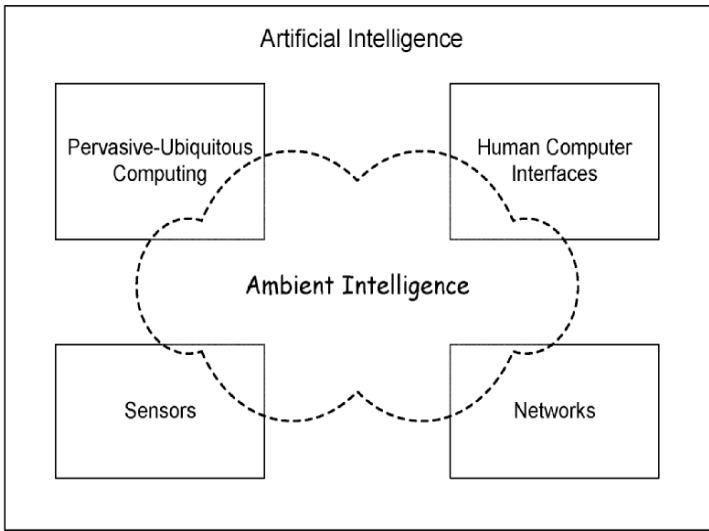 Artificial Intelligence
Pervasive-Ubiquitous
Computing
Human Computer
Interfaces
Ambient Intelligence
Sensors
Networks